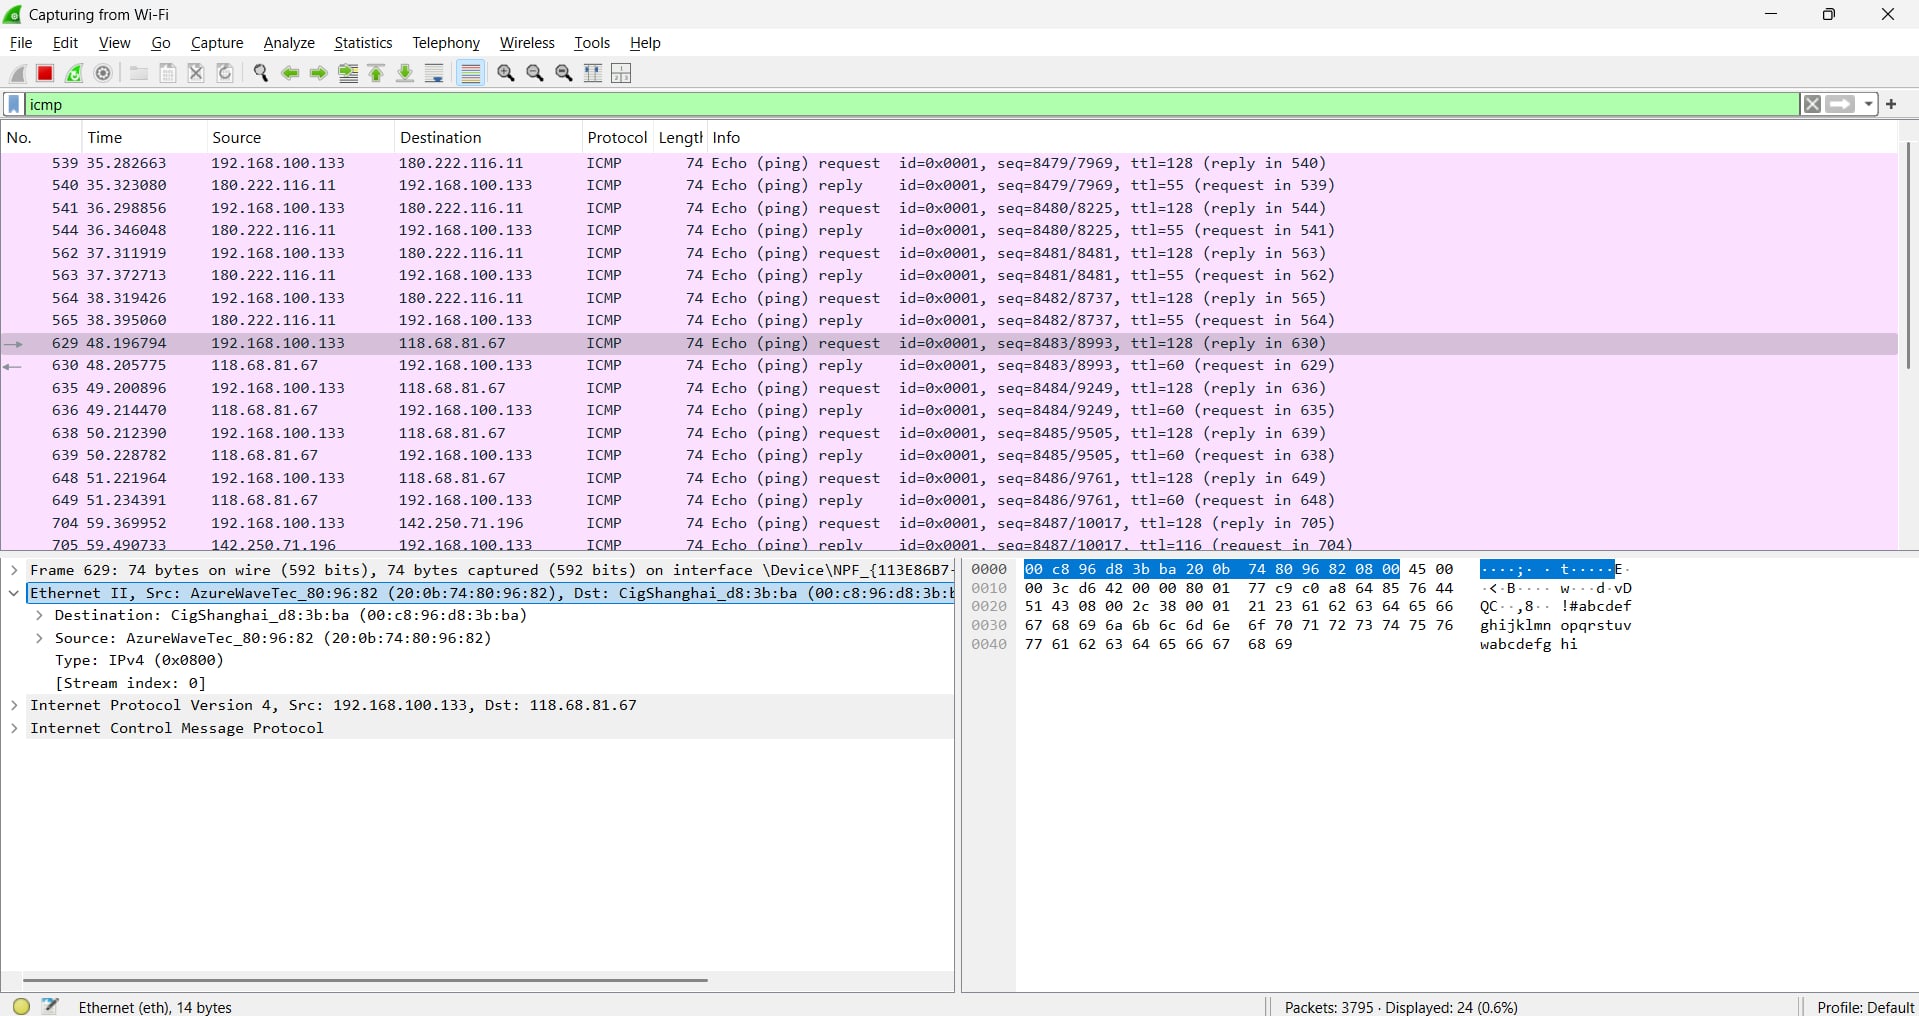 Capturing from Wi-Fi
File Edit View Go Capture Analyze Statistics Telephony Wireless Tools Help
icmp
No. Time Source Destination Protocol Length Info
539 35.282663 192.168.100.133 180.222.116.11 ICMP 74 Echo (ping) request id=0x0001, seq=8479/7969, ttl=128 (reply in 540)
540 35.323080 180.222.116.11 192.168.100.133 ICMP 74 Echo (ping) reply id=0x0001, seq=8479/7969, ttl=55 (request in 539)
541 36.298856 192.168.100.133 180.222.116.11 ICMP 74 Echo (ping) request id=0x0001, seq=8480/8225, ttl=128 (reply in 544)
544 36.346048 180.222.116.11 192.168.100.133 ICMP 74 Echo (ping) reply id=0x0001, seq=8480/8225, ttl=55 (request in 541)
562 37.311919 192.168.100.133 180.222.116.11 ICMP 74 Echo (ping) request id=0x0001, seq=8481/8481, ttl=128 (reply in 563)
563 37.372713 180.222.116.11 192.168.100.133 ICMP 74 Echo (ping) reply id=0x0001, seq=8481/8481, ttl=55 (request in 562)
564 38.319426 192.168.100.133 180.222.116.11 ICMP 74 Echo (ping) request id=0x0001, seq=8482/8737, ttl=128 (reply in 565)
565 38.395060 180.222.116.11 192.168.100.133 ICMP 74 Echo (ping) reply id=0x0001, seq=8482/8737, ttl=55 (request in 564)
629 48.196794 192.168.100.133 118.68.81.67 ICMP 74 Echo (ping) request id=0x0001, seq=8483/8993, ttl=128 (reply in 630)
630 48.205775 118.68.81.67 192.168.100.133 ICMP 74 Echo (ping) reply id=0x0001, seq=8483/8993, ttl=60 (request in 629)
635 49.200896 192.168.100.133 118.68.81.67 ICMP 74 Echo (ping) request id=0x0001, seq=8484/9249, ttl=128 (reply in 636)
636 49.214470 118.68.81.67 192.168.100.133 ICMP 74 Echo (ping) reply id=0x0001, seq=8484/9249, ttl=60 (request in 635)
638 50.212390 192.168.100.133 118.68.81.67 ICMP 74 Echo (ping) request id=0x0001, seq=8485/9505, ttl=128 (reply in 639)
639 50.228782 118.68.81.67 192.168.100.133 ICMP 74 Echo (ping) reply id=0x0001, seq=8485/9505, ttl=60 (request in 638)
648 51.221964 192.168.100.133 118.68.81.67 ICMP 74 Echo (ping) request id=0x0001, seq=8486/9761, ttl=128 (reply in 649)
649 51.234391 118.68.81.67 192.168.100.133 ICMP 74 Echo (ping) reply id=0x0001, seq=8486/9761, ttl=60 (request in 648)
704 59.369952 192.168.100.133 142.250.71.196 ICMP 74 Echo (ping) request id=0x0001, seq=8487/10017, ttl=128 (reply in 705)
705 59.490733 142.250.71.196 192.168.100.133 ICMP 74 Echo (ping) reply id=0x0001, seq=8487/10017, ttl=116 (request in 704)
Frame 629: 74 bytes on wire (592 bits), 74 bytes captured (592 bits) on interface \Device\NPF_{113E86B7-
Ethernet II, Src: AzureWaveTec_80:96:82 (20:0b:74:80:96:82), Dst: CigShanghai_d8:3b:ba (00:c8:96:d8:3b:b
Destination: CigShanghai_d8:3b:ba (00:c8:96:d8:3b:ba)
Source: AzureWaveTec_80:96:82 (20:0b:74:80:96:82)
Type: IPv4 (0x0800)
[Stream index: 0]
Internet Protocol Version 4, Src: 192.168.100.133, Dst: 118.68.81.67
Internet Control Message Protocol
0000 00 c8 96 d8 3b ba 20 0b 74 80 96 82 08 00 45 00 ····;· · t·····E·
0010 00 3c d6 42 00 00 80 01 77 c9 c0 a8 64 85 76 44 ·<·B···· w···d·vD
0020 51 43 08 00 2c 38 00 01 21 23 61 62 63 64 65 66 QC··,8·· !#abcdef
0030 67 68 69 6a 6b 6c 6d 6e 6f 70 71 72 73 74 75 76 ghijklmn opqrstuv
0040 77 61 62 63 64 65 66 67 68 69 wabcdefg hi
Ethernet (eth), 14 bytes
Packets: 3795 · Displayed: 24 (0.6%)
Profile: Default